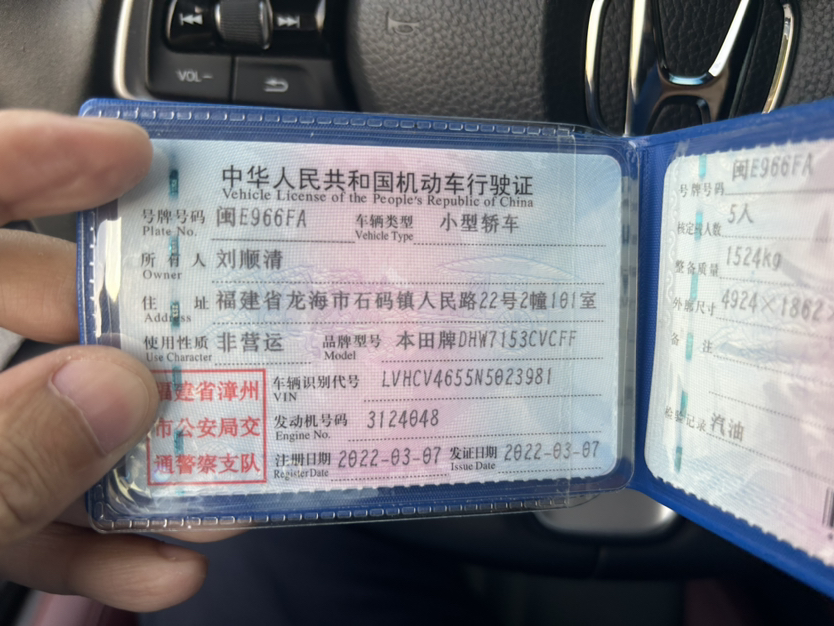 VOL−
中华人民共和国机动车行驶证
Vehicle License of the People's Republic of China
号牌号码 闽E966FA 车辆类型 小型轿车
Plate No. Vehicle Type
所有人 刘顺清
Owner
住址 福建省龙海市石码镇人民路22号2幢101室
Address
使用性质 非营运 品牌型号 本田牌DHW7153CVCFF
Use Character Model
福建省漳州
市公安局交
通警察支队
车辆识别代号 LVHCV4655N5023981
VIN
发动机号码 3124048
Engine No.
注册日期 2022-03-07 发证日期 2022-03-07
Register Date Issue Date
号牌号码 闽E966FA
核定载人数 5人
整备质量 1524kg
外廓尺寸 4924×1862
备注
检验记录 汽油